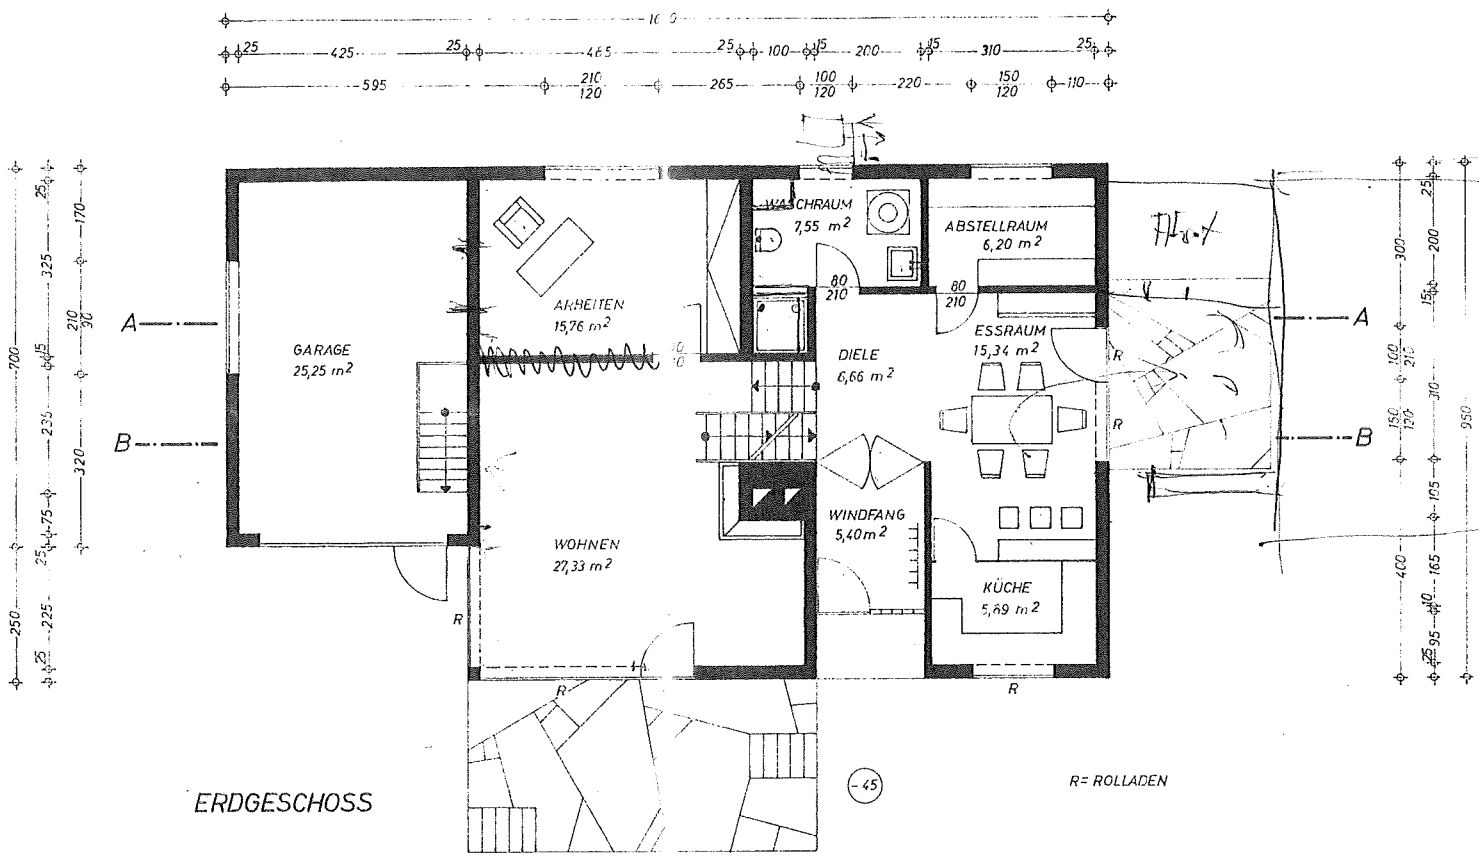 25 425 25 465 25 100 15 200 15 310 25
595 210/120 265 100/120 220 150/120 110
WASCHRAUM
7,55 m²
ABSTELLRAUM
6,20 m²
80/210
80/210
ARBEITEN
15,76 m²
ESSRAUM
15,34 m²
GARAGE
25,25 m²
DIELE
6,66 m²
A
A
B
B
R
R
WINDFANG
5,40 m²
WOHNEN
27,33 m²
KÜCHE
5,89 m²
R
R
R
700
250
25
325
15
235
75
25
225
25
170
210/90
320
300
100/210
150/120
400
25
200
15
310
105
165
10
95
25
950
ERDGESCHOSS
- 45
R= ROLLADEN